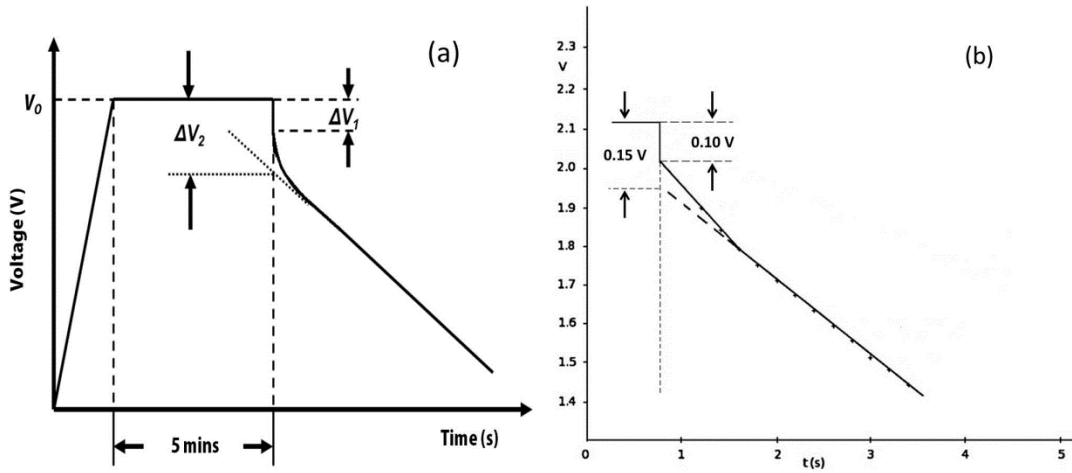 (a)
V₀
ΔV₁
ΔV₂
Voltage (V)
Time (s)
5 mins
(b)
2.3
V
2.2
2.1
2.0
1.9
1.8
1.7
1.6
1.5
1.4
0.15 V
0.10 V
0
1
2
3
4
5
t (s)